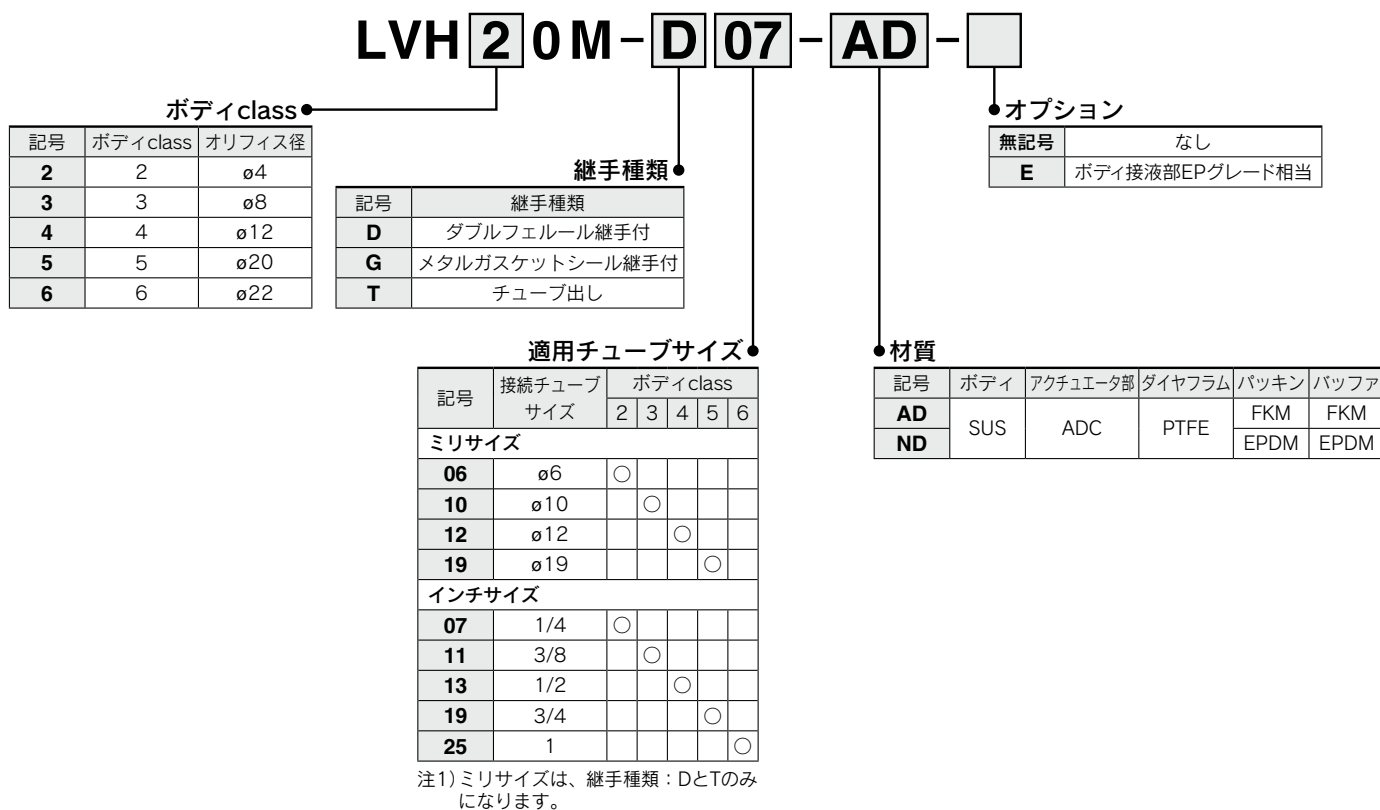 LVH 2 0 M - D 07 - AD -
ボディclass
記号 ボディclass オリフィス径
2 2 ø4
3 3 ø8
4 4 ø12
5 5 ø20
6 6 ø22
継手種類
記号 継手種類
D ダブルフェルール継手付
G メタルガスケットシール継手付
T チューブ出し
オプション
無記号 なし
E ボディ接液部EPグレード相当
適用チューブサイズ
記号 接続チューブ ボディclass
サイズ 2 3 4 5 6
ミリサイズ
06 ø6 ○
10 ø10 ○
12 ø12 ○
19 ø19 ○
インチサイズ
07 1/4 ○
11 3/8 ○
13 1/2 ○
19 3/4 ○
25 1 ○
注1)ミリサイズは、継手種類:DとTのみ
になります。
材質
記号 ボディ アクチュエータ部 ダイヤフラム パッキン バッファ
AD SUS ADC PTFE FKM FKM
ND EPDM EPDM